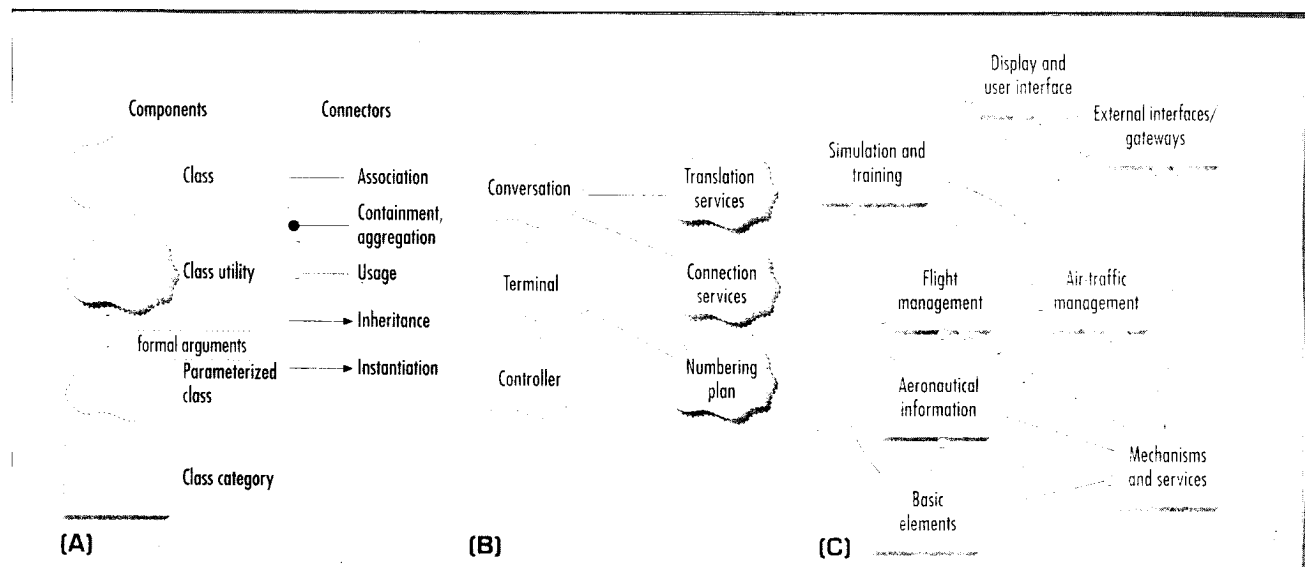 Components
Connectors
Class
Association
Containment,
aggregation
Class utility
Usage
Inheritance
formal arguments
Parameterized
class
Instantiation
Class category
(A)
Conversation
Translation
services
Terminal
Connection
services
Controller
Numbering
plan
(B)
Display and
user interface
External interfaces/
gateways
Simulation and
training
Flight
management
Air-traffic
management
Aeronautical
information
Mechanisms
and services
Basic
elements
(C)